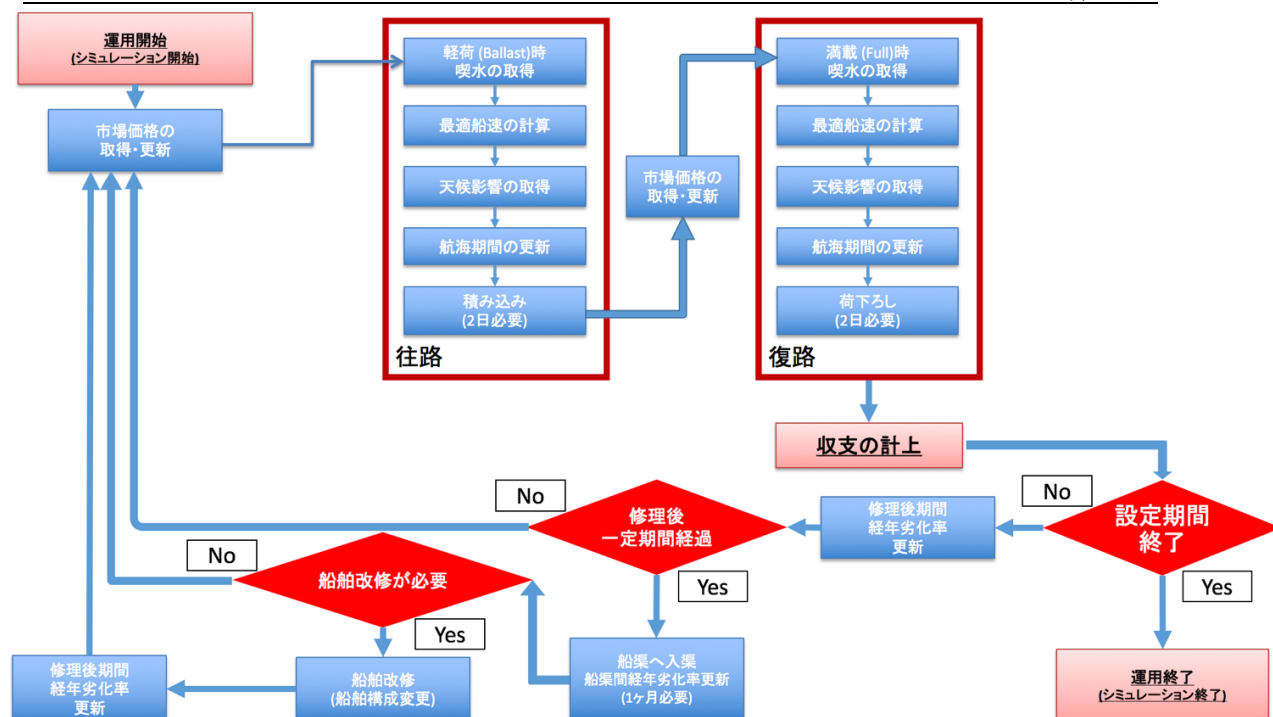 運用開始
(シミュレーション開始)
市場価格の
取得・更新
軽荷 (Ballast)時
喫水の取得
最適船速の計算
天候影響の取得
航海期間の更新
積み込み
(2日必要)
往路
市場価格の
取得・更新
満載 (Full)時
喫水の取得
最適船速の計算
天候影響の取得
航海期間の更新
荷下ろし
(2日必要)
復路
収支の計上
設定期間
終了
No
Yes
運用終了
(シミュレーション終了)
修理後期間
経年劣化率
更新
修理後
一定期間経過
No
Yes
船渠へ入渠
船渠間経年劣化率更新
(1ヶ月必要)
船舶改修が必要
No
Yes
船舶改修
(船舶構成変更)
修理後期間
経年劣化率
更新